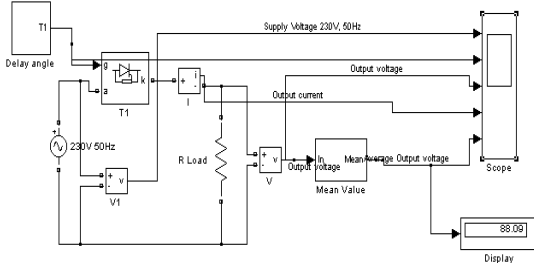 T1
Delay angle
Supply Voltage 230V, 50Hz
g
k
a
T1
i
+
-
I
Output voltage
Output current
+
230V 50Hz
R Load
+
-
v
V1
+
-
v
V
Output voltage
In
Mean
Mean Value
Average Output voltage
Scope
88.09
Display